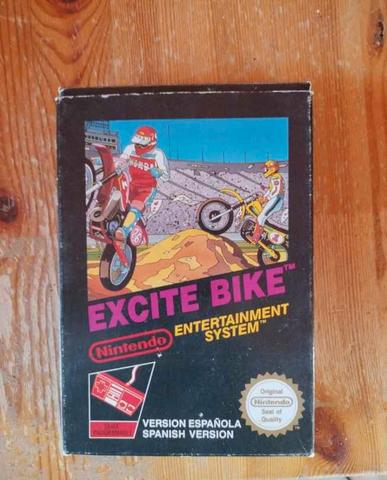 EXCITE BIKE™
Nintendo
ENTERTAINMENT
SYSTEM™
VERSION ESPAÑOLA
SPANISH VERSION
Original
Nintendo
Seal of
Quality